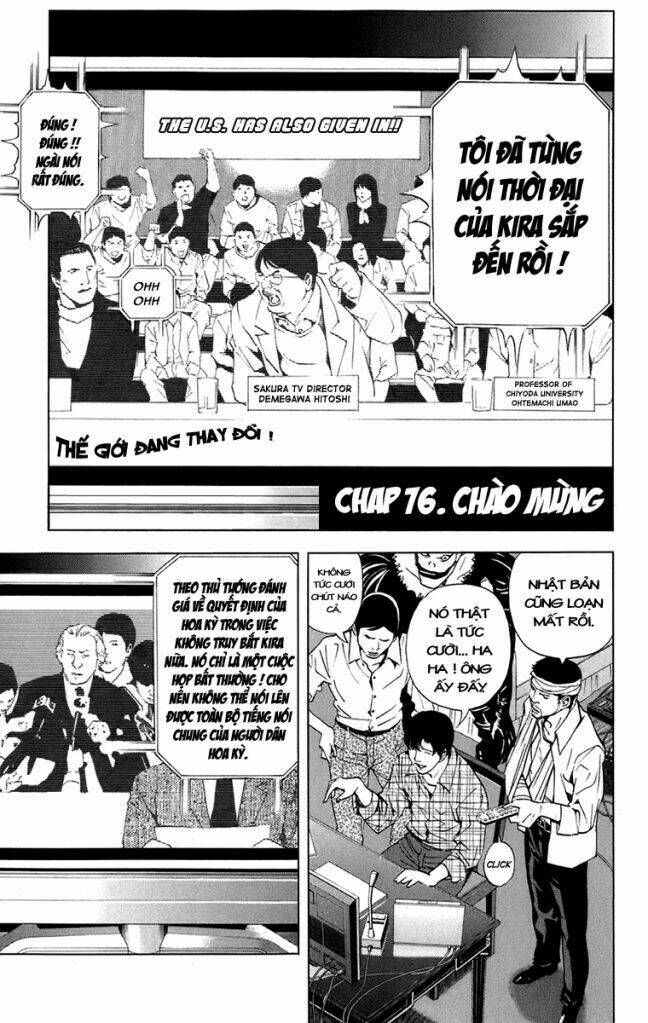 THE U.S. HAS ALSO GIVEN IN!!
TÔI ĐÃ TỪNG
NÓI THỜI ĐẠI
CỦA KIRA SẮP
ĐẾN RỒI !
ĐÚNG !
ĐÚNG !!
NGÀI NÓI
RẤT ĐÚNG.
OHH
OHH
SAKURA TV DIRECTOR
DEMEGAWA HITOSHI
PROFESSOR OF
CHIYODA UNIVERSITY
OHTEMACHI UMAO
THẾ GIỚI ĐANG THAY ĐỔI !
CHAP 76. CHÀO MỪNG
THEO THỦ TƯỚNG ĐÁNH
GIÁ VỀ QUYẾT ĐỊNH CỦA
HOA KỲ TRONG VIỆC
KHÔNG TRUY BẮT KIRA
NỮA. NÓ CHỈ LÀ MỘT CUỘC
HỌP BẤT THƯỜNG ! CHO
NÊN KHÔNG THỂ NÓI LÊN
ĐƯỢC TOÀN BỘ TIẾNG NÓI
CHUNG CỦA NGƯỜI DÂN
HOA KỲ.
NHẬT BẢN
CŨNG LOẠN
MẤT RỒI.
NÓ THẬT
LÀ TỨC
CƯỜI... HA
HA ! ÔNG
ẤY ĐẤY
KHÔNG
TỨC CƯỜI
CHÚT NÀO
CẢ.
CLICK